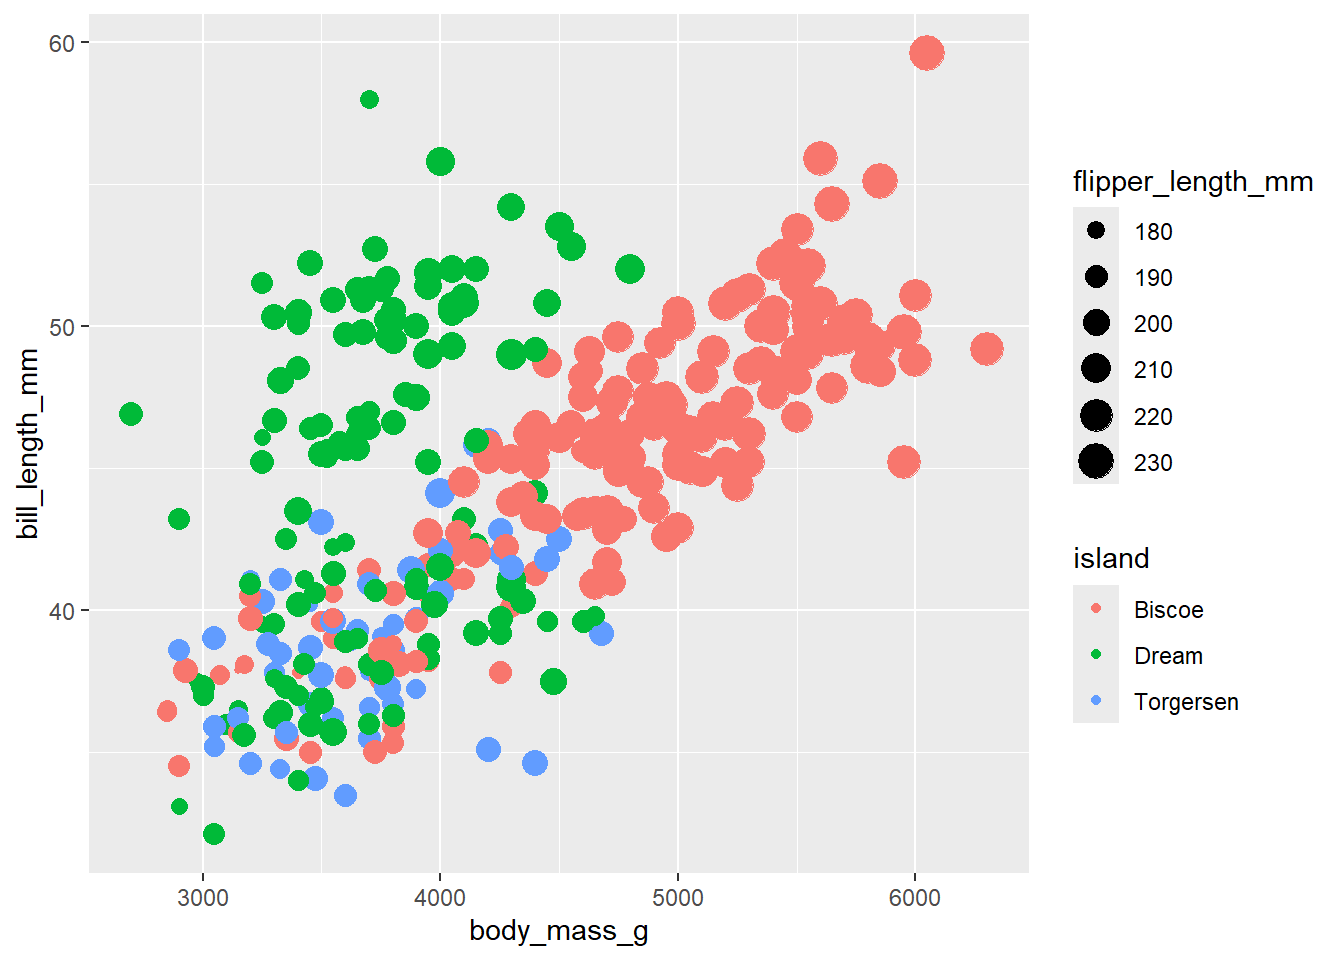 60
50
40
bill_length_mm
3000
4000
5000
6000
body_mass_g
flipper_length_mm
180
190
200
210
220
230
island
Biscoe
Dream
Torgersen